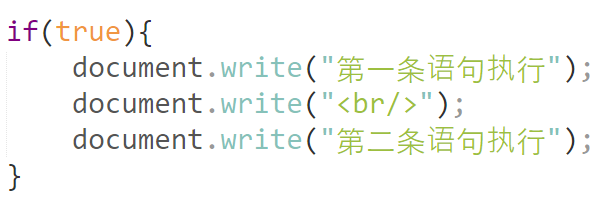 if(true){
    document.write("第一条语句执行");
    document.write("<br/>");
    document.write("第二条语句执行");
}